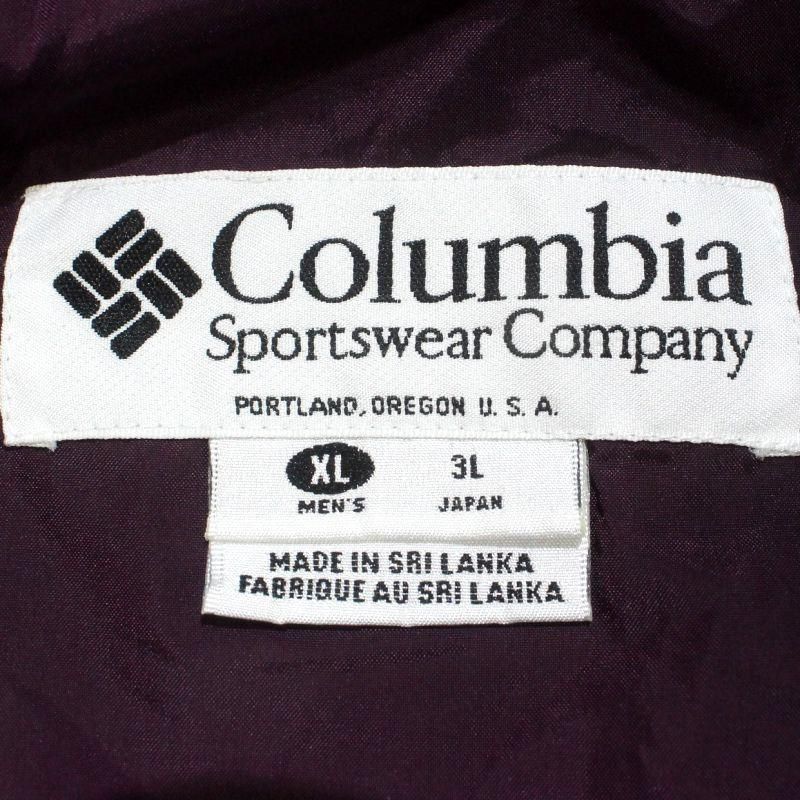 Columbia
Sportswear Company
PORTLAND, OREGON U.S.A.
XL 3L
MEN'S JAPAN
MADE IN SRI LANKA
FABRIQUE AU SRI LANKA